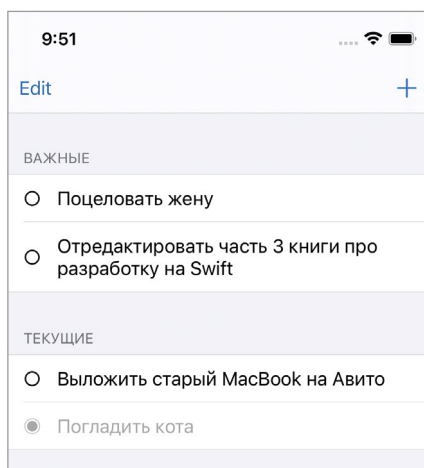 9:51
Edit +
ВАЖНЫЕ
Поцеловать жену
Отредактировать часть 3 книги про
разработку на Swift
ТЕКУЩИЕ
Выложить старый MacBook на Авито
Погладить кота